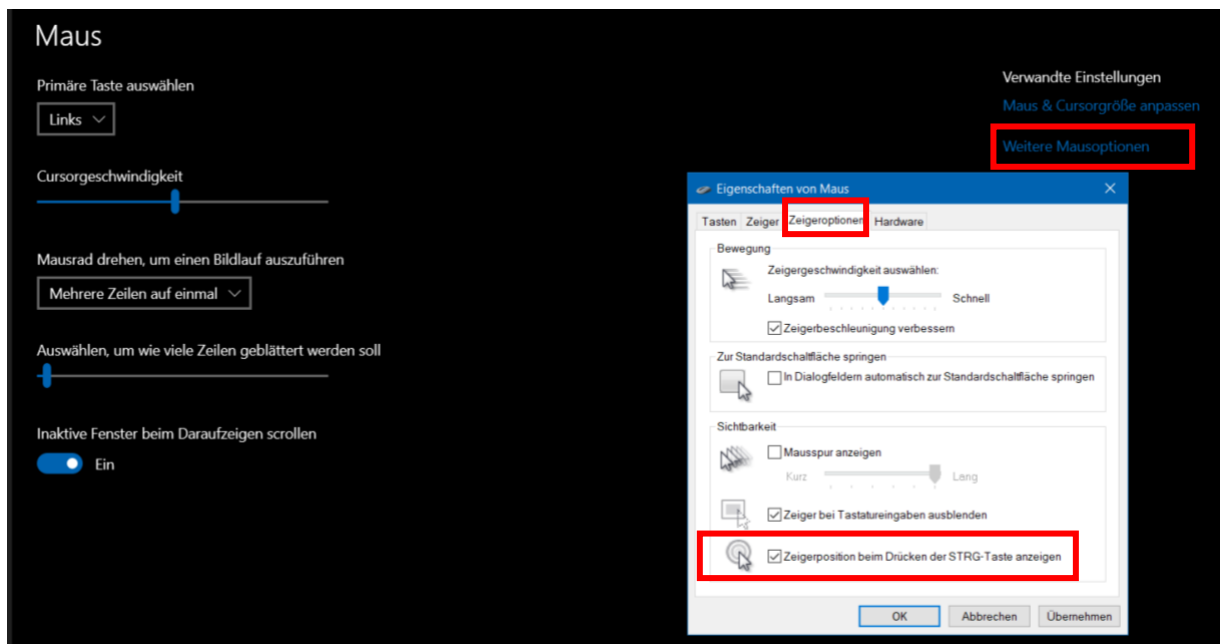 Maus
Primäre Taste auswählen
Links
Cursorgeschwindigkeit
Mausrad drehen, um einen Bildlauf auszuführen
Mehrere Zeilen auf einmal
Auswählen, um wie viele Zeilen geblättert werden soll
Inaktive Fenster beim Daraufzeigen scrollen
Ein
Verwandte Einstellungen
Maus & Cursorgröße anpassen
Weitere Mausoptionen
Eigenschaften von Maus
Tasten Zeiger Zeigeroptionen Hardware
Bewegung
Zeigergeschwindigkeit auswählen:
Langsam Schnell
Zeigerbeschleunigung verbessern
Zur Standardschaltfläche springen
In Dialogfeldern automatisch zur Standardschaltfläche springen
Sichtbarkeit
Mausspur anzeigen
Kurz Lang
Zeiger bei Tastatureingaben ausblenden
Zeigerposition beim Drücken der STRG-Taste anzeigen
OK Abbrechen Übernehmen